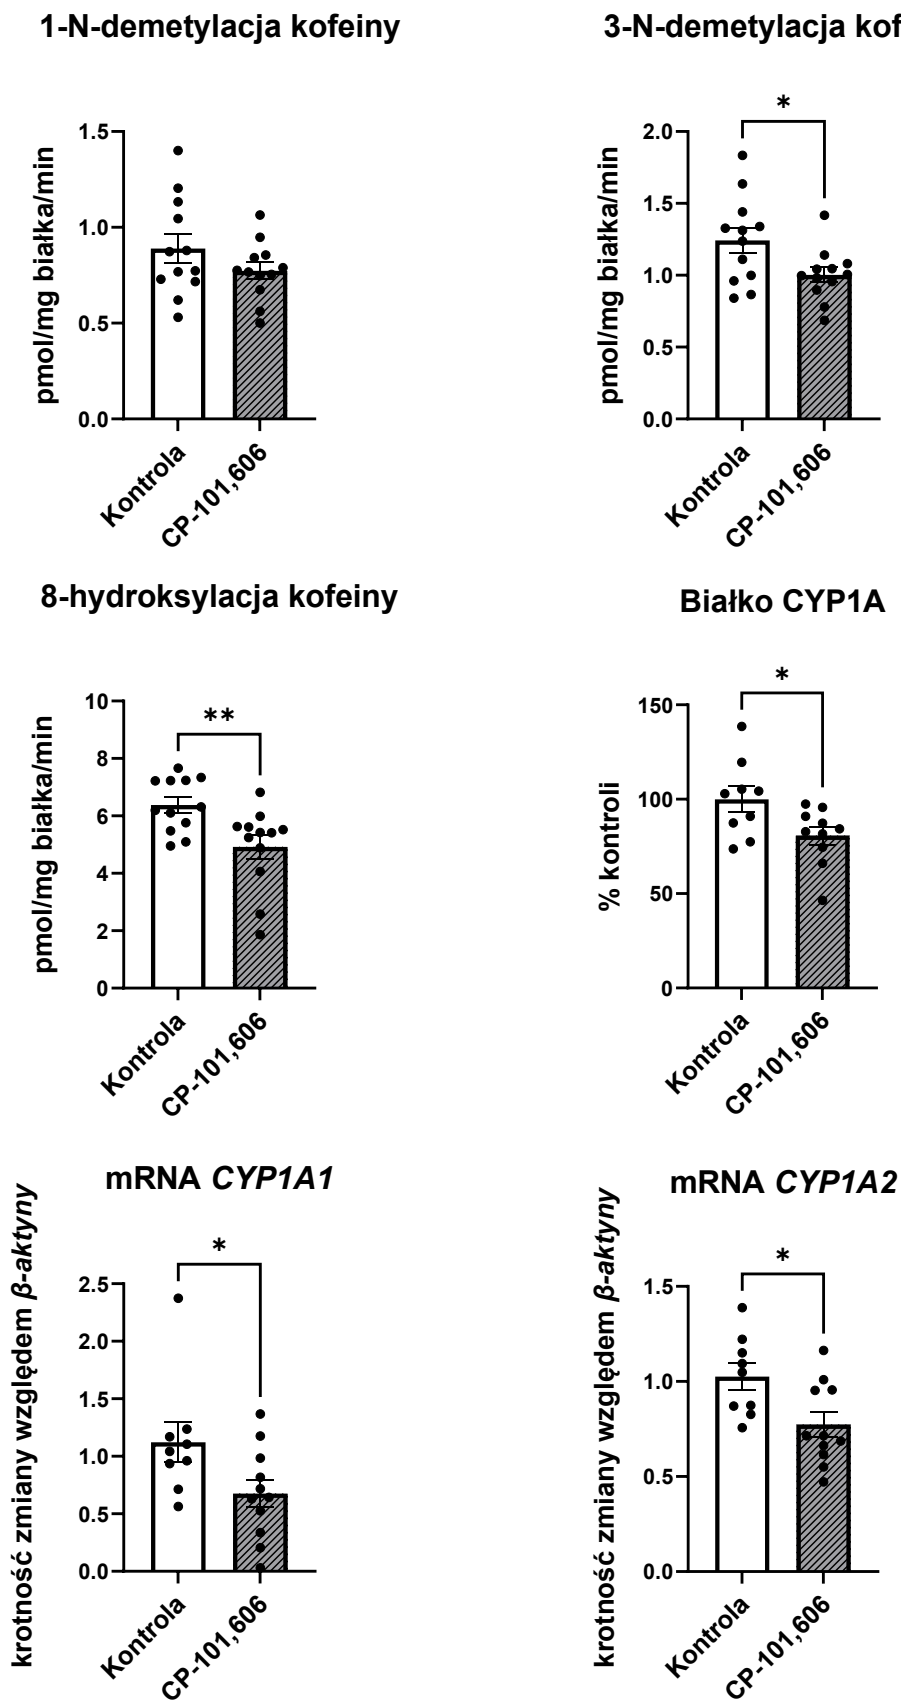 1-N-demetylacja kofeiny
3-N-demetylacja kof
pmol/mg białka/min
1.5
1.0
0.5
0.0
Kontrola
CP-101,606
pmol/mg białka/min
2.0
1.5
1.0
0.5
0.0
*
Kontrola
CP-101,606
8-hydroksylacja kofeiny
Białko CYP1A
pmol/mg białka/min
10
8
6
4
2
0
**
Kontrola
CP-101,606
% kontroli
150
100
50
0
*
Kontrola
CP-101,606
mRNA CYP1A1
mRNA CYP1A2
krotność zmiany względem β-aktyny
2.5
2.0
1.5
1.0
0.5
0.0
*
Kontrola
CP-101,606
krotność zmiany względem β-aktyny
1.5
1.0
0.5
0.0
*
Kontrola
CP-101,606